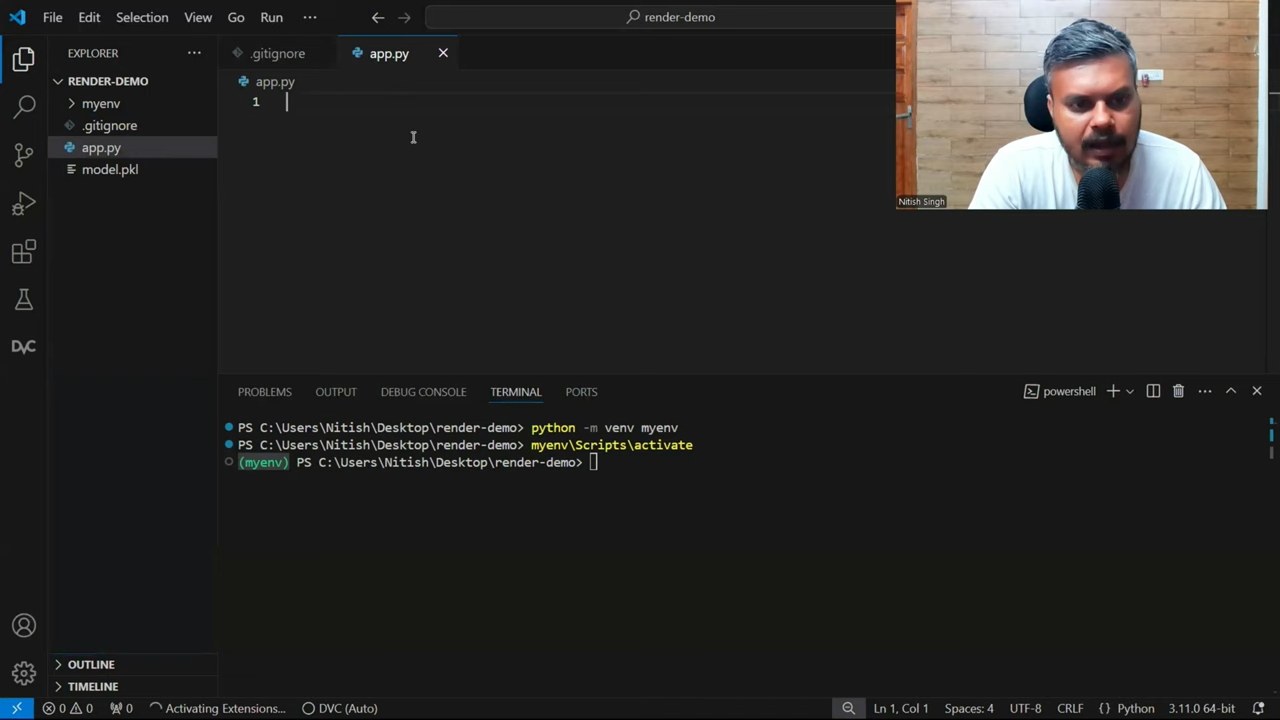 File Edit Selection View Go Run ··· ← → render-demo
EXPLORER ···
RENDER-DEMO
myenv
.gitignore
app.py
model.pkl
.gitignore app.py
app.py
1
Nitish Singh
PROBLEMS OUTPUT DEBUG CONSOLE TERMINAL PORTS powershell
PS C:\Users\Nitish\Desktop\render-demo> python -m venv myenv
PS C:\Users\Nitish\Desktop\render-demo> myenv\Scripts\activate
(myenv) PS C:\Users\Nitish\Desktop\render-demo>
DVC
OUTLINE
TIMELINE
0 0 0 Activating Extensions... DVC (Auto) Ln 1, Col 1 Spaces: 4 UTF-8 CRLF {} Python 3.11.0 64-bit